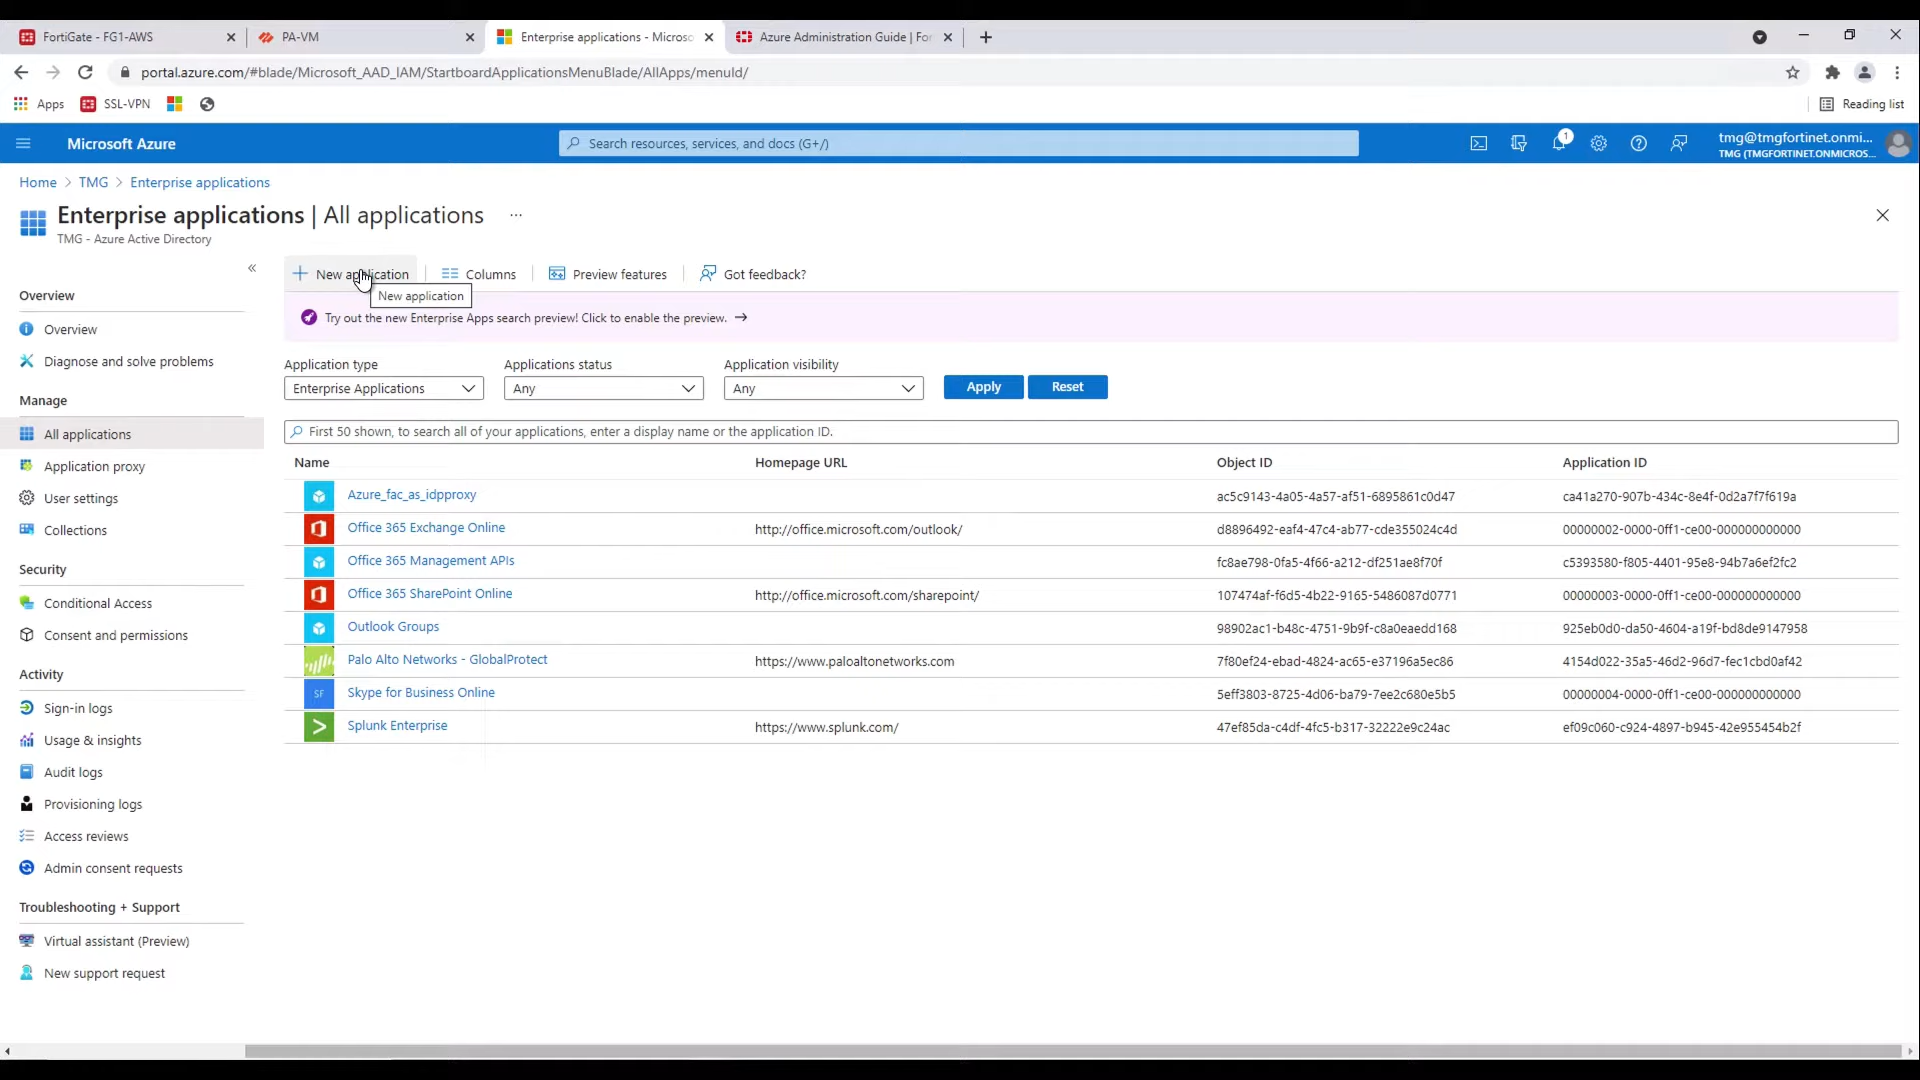 FortiGate - FG1-AWS
PA-VM
Enterprise applications - Microso
Azure Administration Guide | For
portal.azure.com/#blade/Microsoft_AAD_IAM/StartboardApplicationsMenuBlade/AllApps/menuId/
Apps
SSL-VPN
Reading list
Microsoft Azure
Search resources, services, and docs (G+/)
1
tmg@tmgfortinet.onmi...
TMG (TMGFORTINET.ONMICROS...
Home > TMG > Enterprise applications
Enterprise applications | All applications ...
TMG - Azure Active Directory
«
New application
Columns
Preview features
Got feedback?
New application
Try out the new Enterprise Apps search preview! Click to enable the preview. →
Overview
Overview
Diagnose and solve problems
Manage
All applications
Application proxy
User settings
Collections
Security
Conditional Access
Consent and permissions
Activity
Sign-in logs
Usage & insights
Audit logs
Provisioning logs
Access reviews
Admin consent requests
Troubleshooting + Support
Virtual assistant (Preview)
New support request
Application type
Applications status
Application visibility
Enterprise Applications
Any
Any
Apply
Reset
First 50 shown, to search all of your applications, enter a display name or the application ID.
Name Homepage URL Object ID Application ID
Azure_fac_as_idpproxy ac5c9143-4a05-4a57-af51-6895861c0d47 ca41a270-907b-434c-8e4f-0d2a7f7f619a
Office 365 Exchange Online http://office.microsoft.com/outlook/ d8896492-eaf4-47c4-ab77-cde355024c4d 00000002-0000-0ff1-ce00-000000000000
Office 365 Management APIs fc8ae798-0fa5-4f66-a212-df251ae8f70f c5393580-f805-4401-95e8-94b7a6ef2fc2
Office 365 SharePoint Online http://office.microsoft.com/sharepoint/ 107474af-f6d5-4b22-9165-5486087d0771 00000003-0000-0ff1-ce00-000000000000
Outlook Groups 98902ac1-b48c-4751-9b9f-c8a0eaedd168 925eb0d0-da50-4604-a19f-bd8de9147958
Palo Alto Networks - GlobalProtect https://www.paloaltonetworks.com 7f80ef24-ebad-4824-ac65-e37196a5ec86 4154d022-35a5-46d2-96d7-fec1cbd0af42
SF Skype for Business Online 5eff3803-8725-4d06-ba79-7ee2c680e5b5 00000004-0000-0ff1-ce00-000000000000
Splunk Enterprise https://www.splunk.com/ 47ef85da-c4df-4fc5-b317-32222e9c24ac ef09c060-c924-4897-b945-42e955454b2f